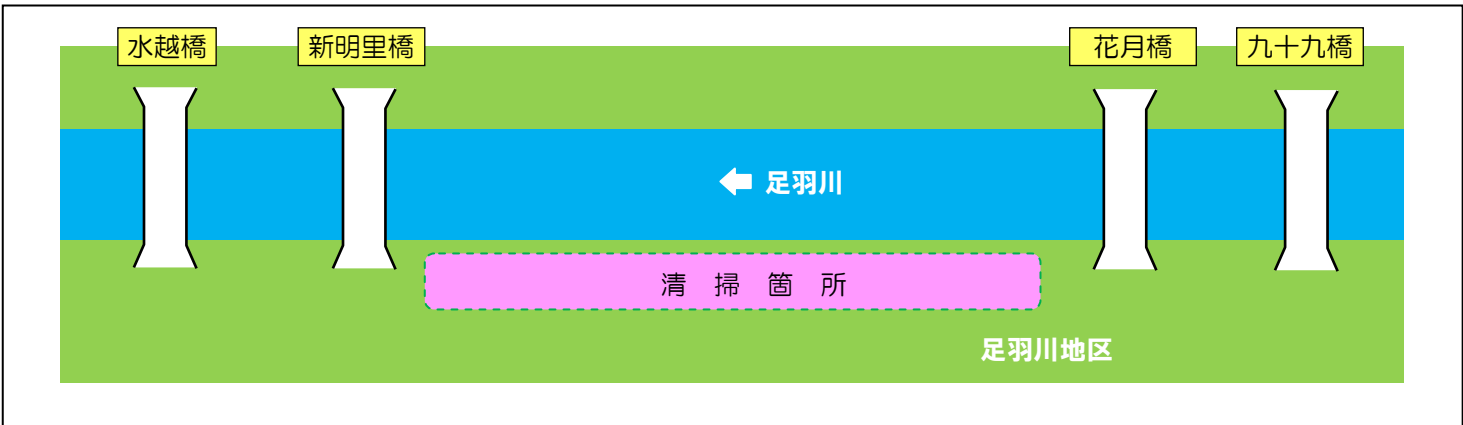 水越橋
新明里橋
花月橋
九十九橋
足羽川
清掃箇所
足羽川地区